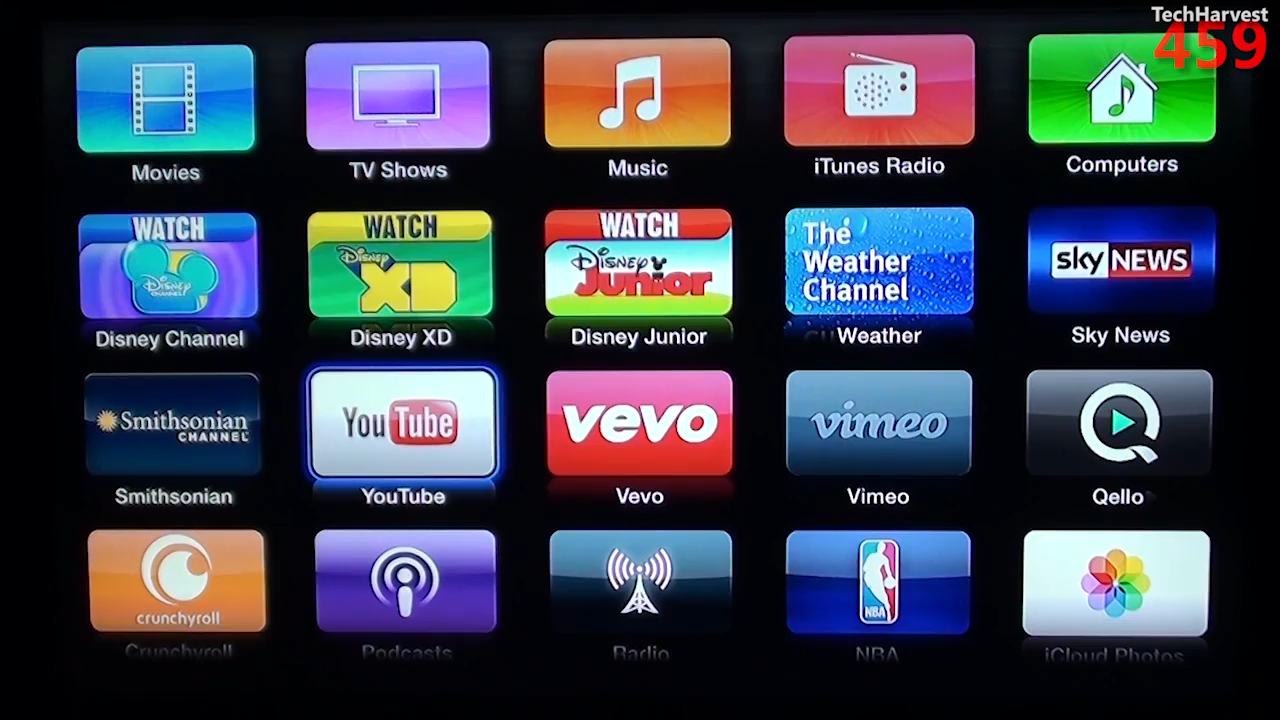 TechHarvest
459
Movies
TV Shows
Music
iTunes Radio
Computers
WATCH
Disney CHANNEL
Disney Channel
WATCH
Disney XD
Disney XD
WATCH
Disney Junior
Disney Junior
The
Weather
Channel
Weather
sky NEWS
Sky News
Smithsonian
CHANNEL
Smithsonian
YouTube
YouTube
vevo
Vevo
vimeo
Vimeo
Qello
crunchyroll
Crunchyroll
Podcasts
Radio
NBA
NBA
iCloud Photos